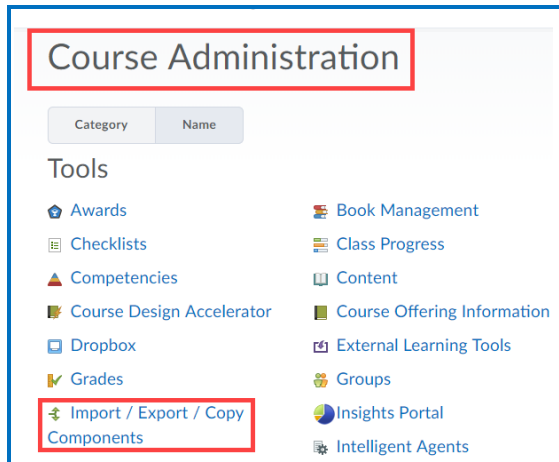 Course Administration
Category Name
Tools
Awards
Checklists
Competencies
Course Design Accelerator
Dropbox
Grades
Import / Export / Copy
Components
Book Management
Class Progress
Content
Course Offering Information
External Learning Tools
Groups
Insights Portal
Intelligent Agents